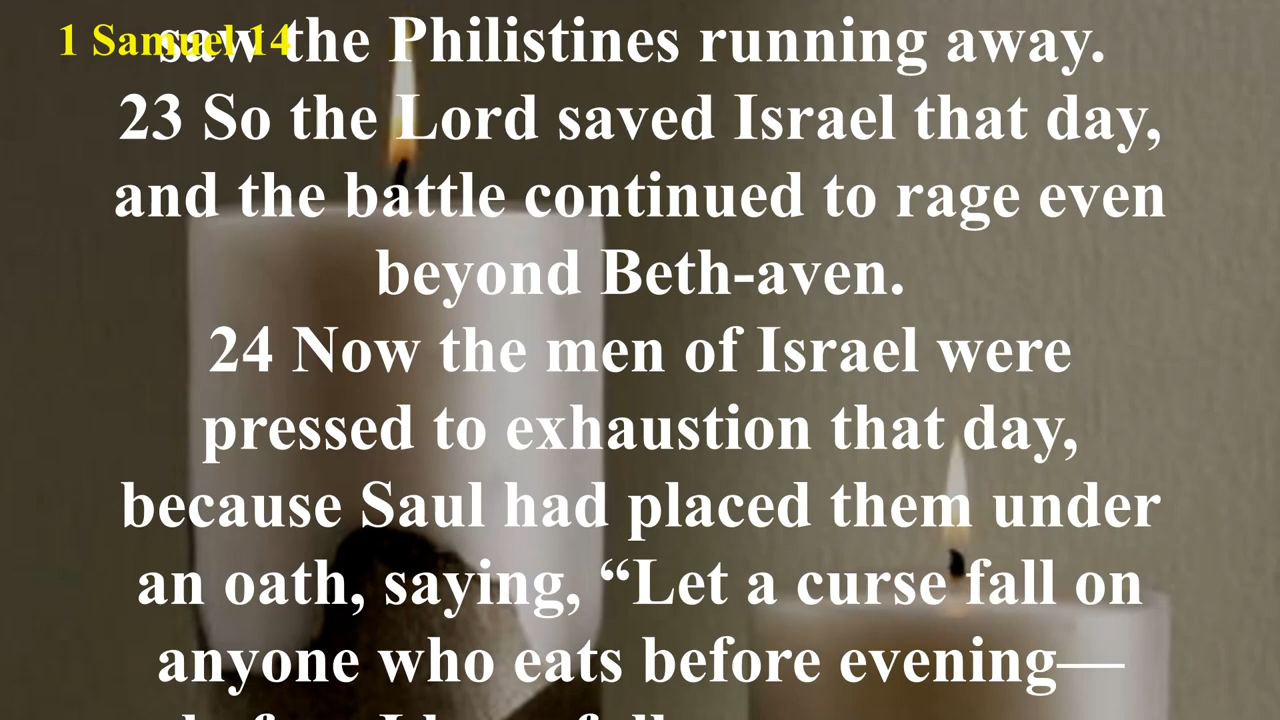 1 Samuel 14
saw the Philistines running away.
23 So the Lord saved Israel that day,
and the battle continued to rage even
beyond Beth-aven.
24 Now the men of Israel were
pressed to exhaustion that day,
because Saul had placed them under
an oath, saying, “Let a curse fall on
anyone who eats before evening—